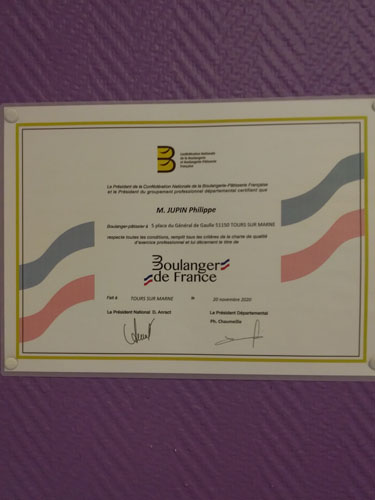 Confédération Nationale
de la Boulangerie
et Boulangerie-Pâtisserie
Française
Le Président de la Confédération Nationale de la Boulangerie-Pâtisserie Française
et le Président du groupement professionnel départemental certifient que
M. JUPIN Philippe
Boulanger-pâtissier à 5 place du Général de Gaulle 51150 TOURS SUR MARNE
respecte toutes les conditions, remplit tous les critères de la charte de qualité
d'exercice professionnel et lui décernent le titre de
Boulanger
de France
Fait à TOURS SUR MARNE le 20 novembre 2020
Le Président National D. Anract Le Président Départemental
Ph. Chaumeille